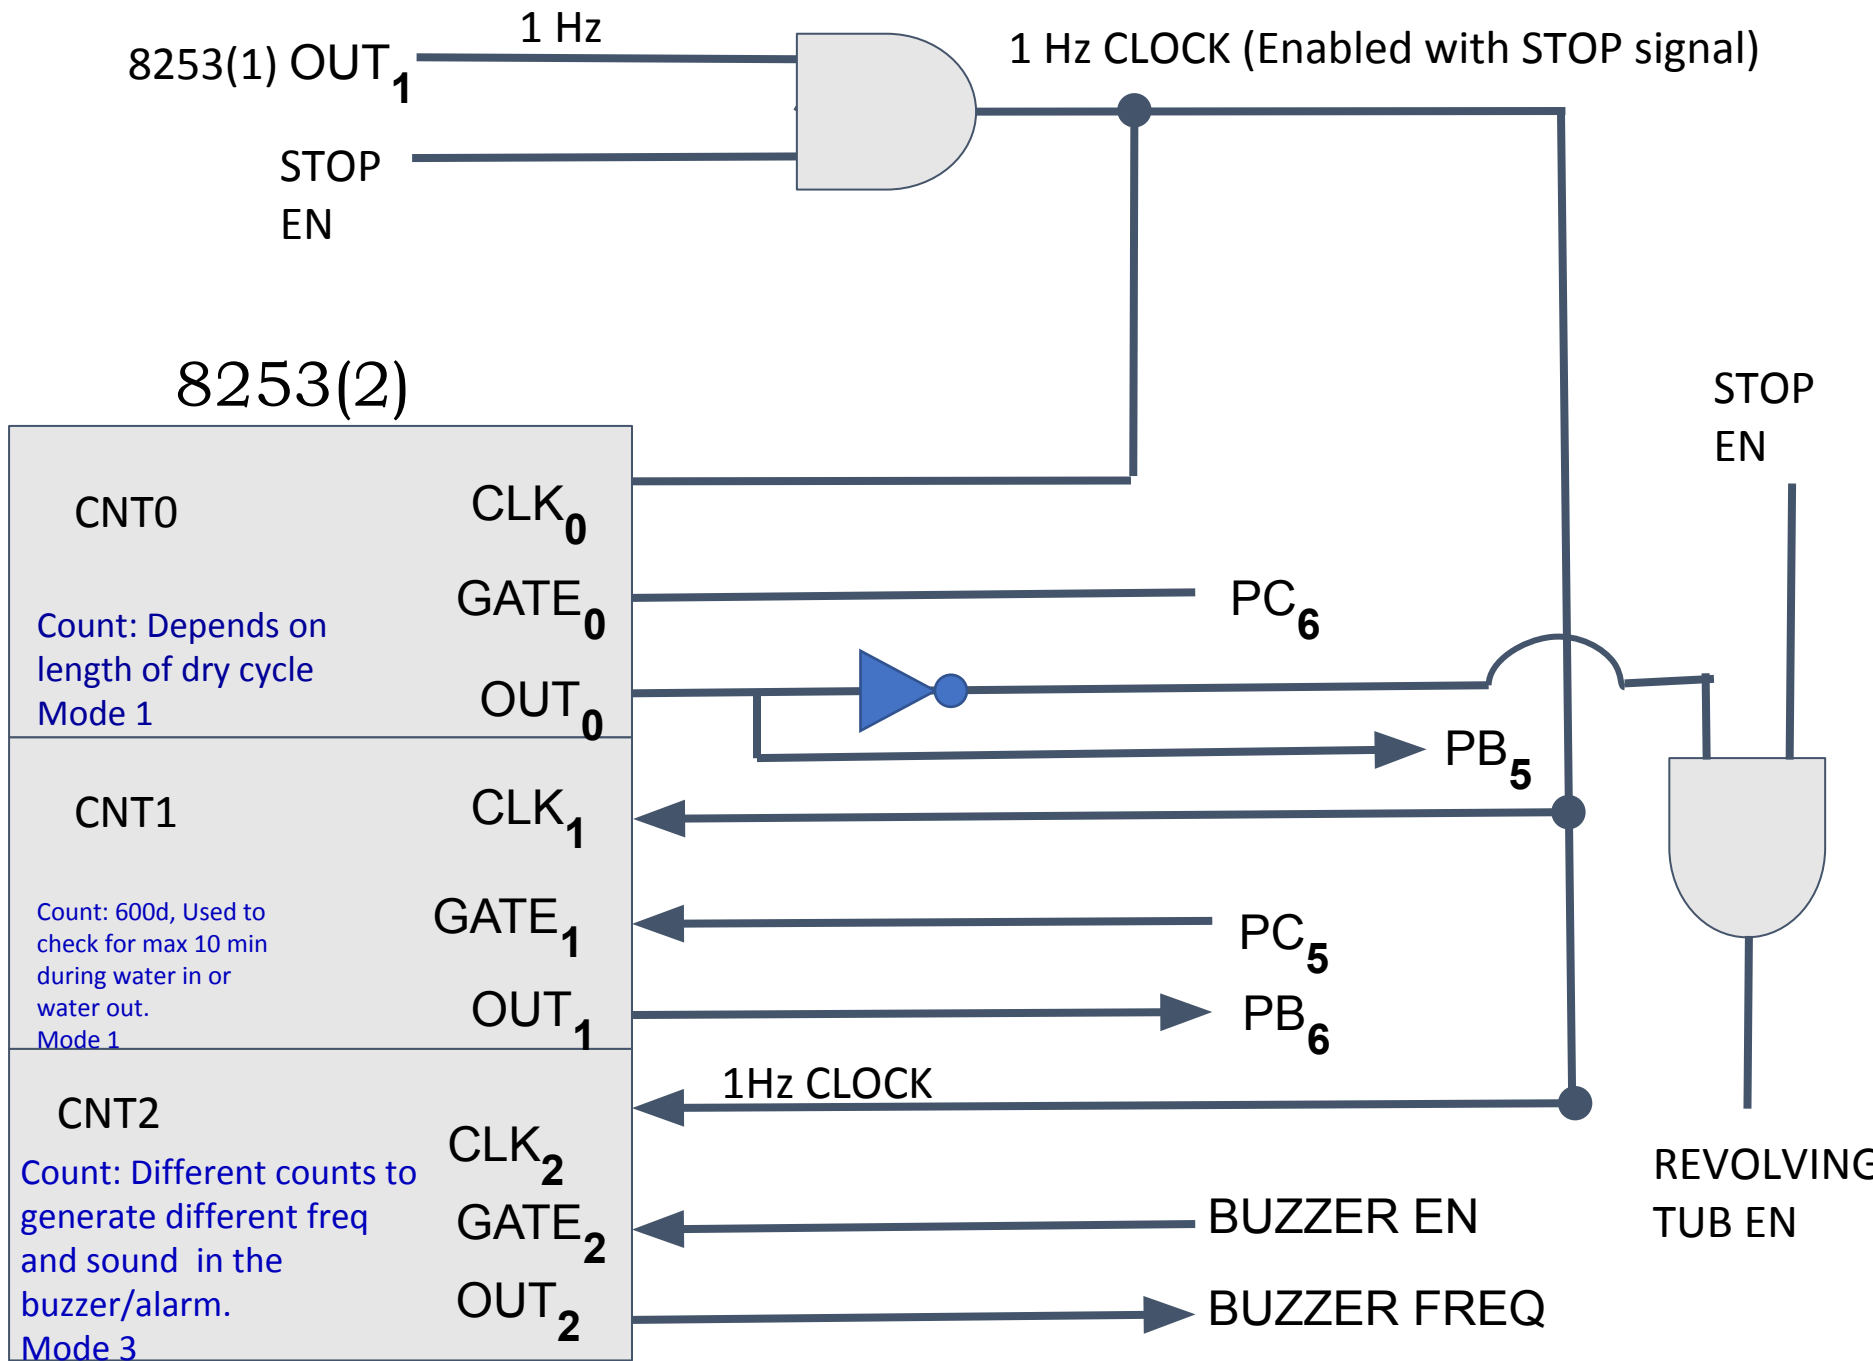 1 Hz
8253(1) OUT1
1 Hz CLOCK (Enabled with STOP signal)
STOP
EN
8253(2)
STOP
EN
CNT0
CLK0
GATE0
PC6
Count: Depends on
length of dry cycle
Mode 1
OUT0
PB5
CNT1
CLK1
Count: 600d, Used to
check for max 10 min
during water in or
water out.
Mode 1
GATE1
PC5
OUT1
PB6
1Hz CLOCK
CNT2
CLK2
Count: Different counts to
generate different freq
and sound in the
buzzer/alarm.
Mode 3
GATE2
BUZZER EN
OUT2
BUZZER FREQ
REVOLVING
TUB EN